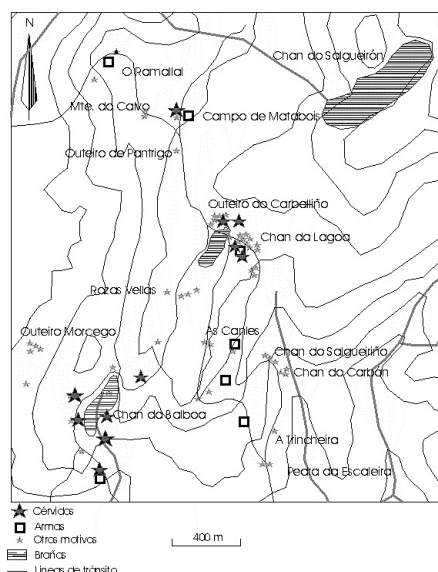 N
Chan do Salgueirón
O Ramallal
Mte. do Calvo
Campo de Matabois
Outeiro de Pantrigo
Outeiro do Carballiño
Chan da Lagoa
Rozas Vellas
Outeiro Morcego
As Canles
Chan do Salgueiriño
Chan do Carbón
Chan da Balboa
A Trincheira
Pedra da Escaleira
Cérvidos
Armas
Otros motivos
Brañas
Líneas de tránsito
400 m